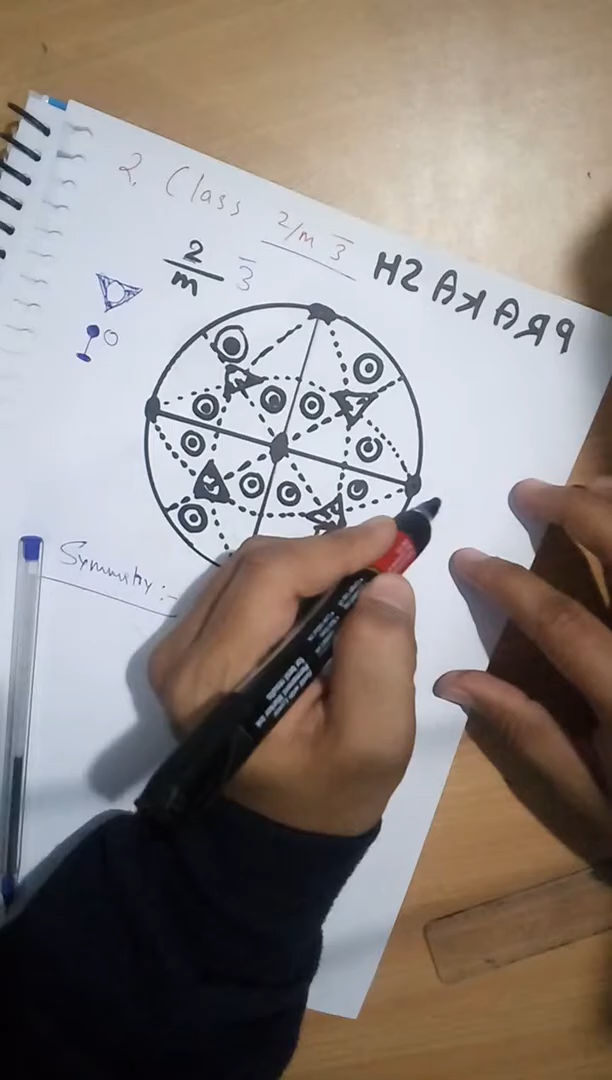 2. Class 2/m 3̅
2/m 3̅
PRAKASH
Symmetry :-